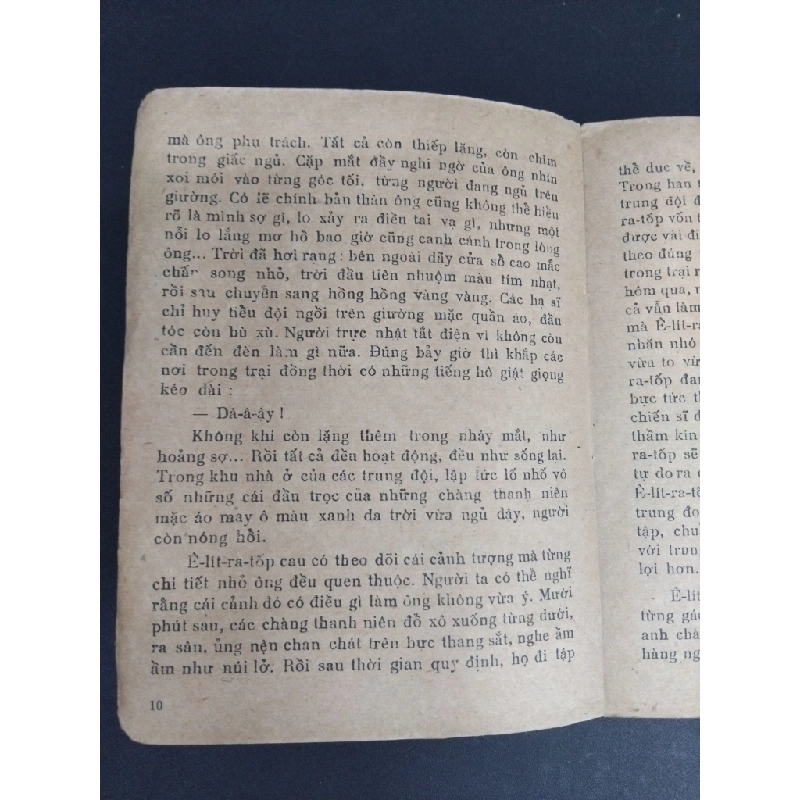 mà ông phụ trách. Tất cả còn thiếp lặng, còn chìm
trong giấc ngủ. Cặp mắt đầy nghi ngờ của ông nhìn
xoi mói vào từng góc tối, từng người đang ngủ trên
giường. Có lẽ chính bản thân ông cũng không thể hiểu
rõ là mình sợ gì, lo xảy ra điều tai vạ gì, nhưng một
nỗi lo lắng mơ hồ bao giờ cũng canh cánh trong lòng
ông... Trời đã hơi rạng : bên ngoài dãy cửa sổ cao mắc
chấn song nhỏ, trời đầu tiên nhuộm màu tím nhạt,
rồi sau chuyển sang hồng hồng vàng vàng. Các hạ sĩ
chỉ huy tiểu đội ngồi trên giường mặc quần áo, đầu
tóc còn bù xù. Người trực nhật tắt điện vì không còn
cần đến đèn làm gì nữa. Đúng bảy giờ thì khắp các
nơi trong trại đồng thời có những tiếng hô giật giọng
kéo dài :
— Dậ-â-ây !
Không khí còn lặng thêm trong nháy mắt, như
hoảng sợ... Rồi tất cả đều hoạt động, đều như sống lại.
Trong khu nhà ở của các trung đội, lập tức lố nhố vô
số những cái đầu trọc của những chàng thanh niên
mặc áo may ô màu xanh da trời vừa ngủ dậy, người
còn nóng hổi.
Ê-lít-ra-tốp cau có theo dõi cái cảnh tượng mà từng
chi tiết nhỏ ông đều quen thuộc. Người ta có thể nghĩ
rằng cái cảnh đó có điều gì làm ông không vừa ý. Mười
phút sau, các chàng thanh niên đổ xô xuống từng dưới,
ra sân, ủng nện chan chát trên bực thang sắt, nghe ầm
ầm như núi lở. Rồi sau thời gian quy định, họ đi tập
10
thể dục về,
Trong ban
trung đội
ra-tốp vốn
được vài
theo đúng
trong trại
hôm qua,
cả vẫn làm
mà Ê-lít-ra
nhăn nhó
vừa to vừ
ra-tốp đan
bực tức th
chiến sĩ đ
thầm kín
ra-tốp sẽ
tự do ra c
Ê-lít-ra-tố
trung đo
tập, chu
với trun
lợi hơn.
— Ê-lít
từng gác
anh chà
hàng ng